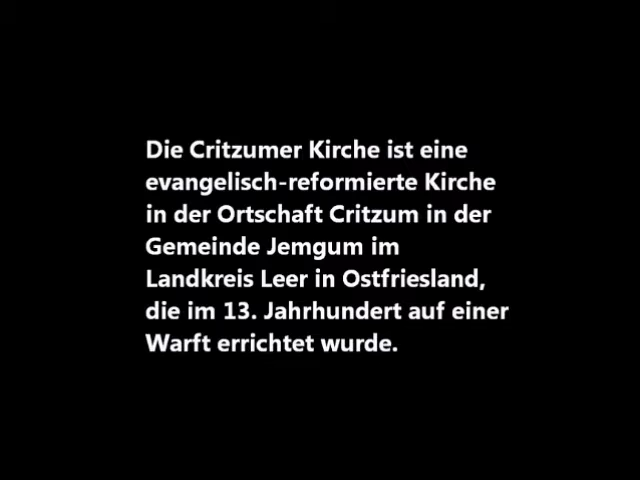 Die Critzumer Kirche ist eine
evangelisch-reformierte Kirche
in der Ortschaft Critzum in der
Gemeinde Jemgum im
Landkreis Leer in Ostfriesland,
die im 13. Jahrhundert auf einer
Warft errichtet wurde.